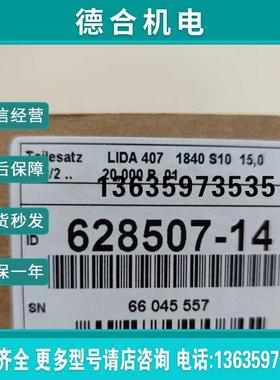 德合机电
Teilesatz LIDA 407 1840 S10 15,0
/2 .. 20.000 R 01
13635973535
信经营
后保障
货秒发
保一年
ID 628507-14
SN 66 045 557
齐全 更多型号请店咨询 电话:136359